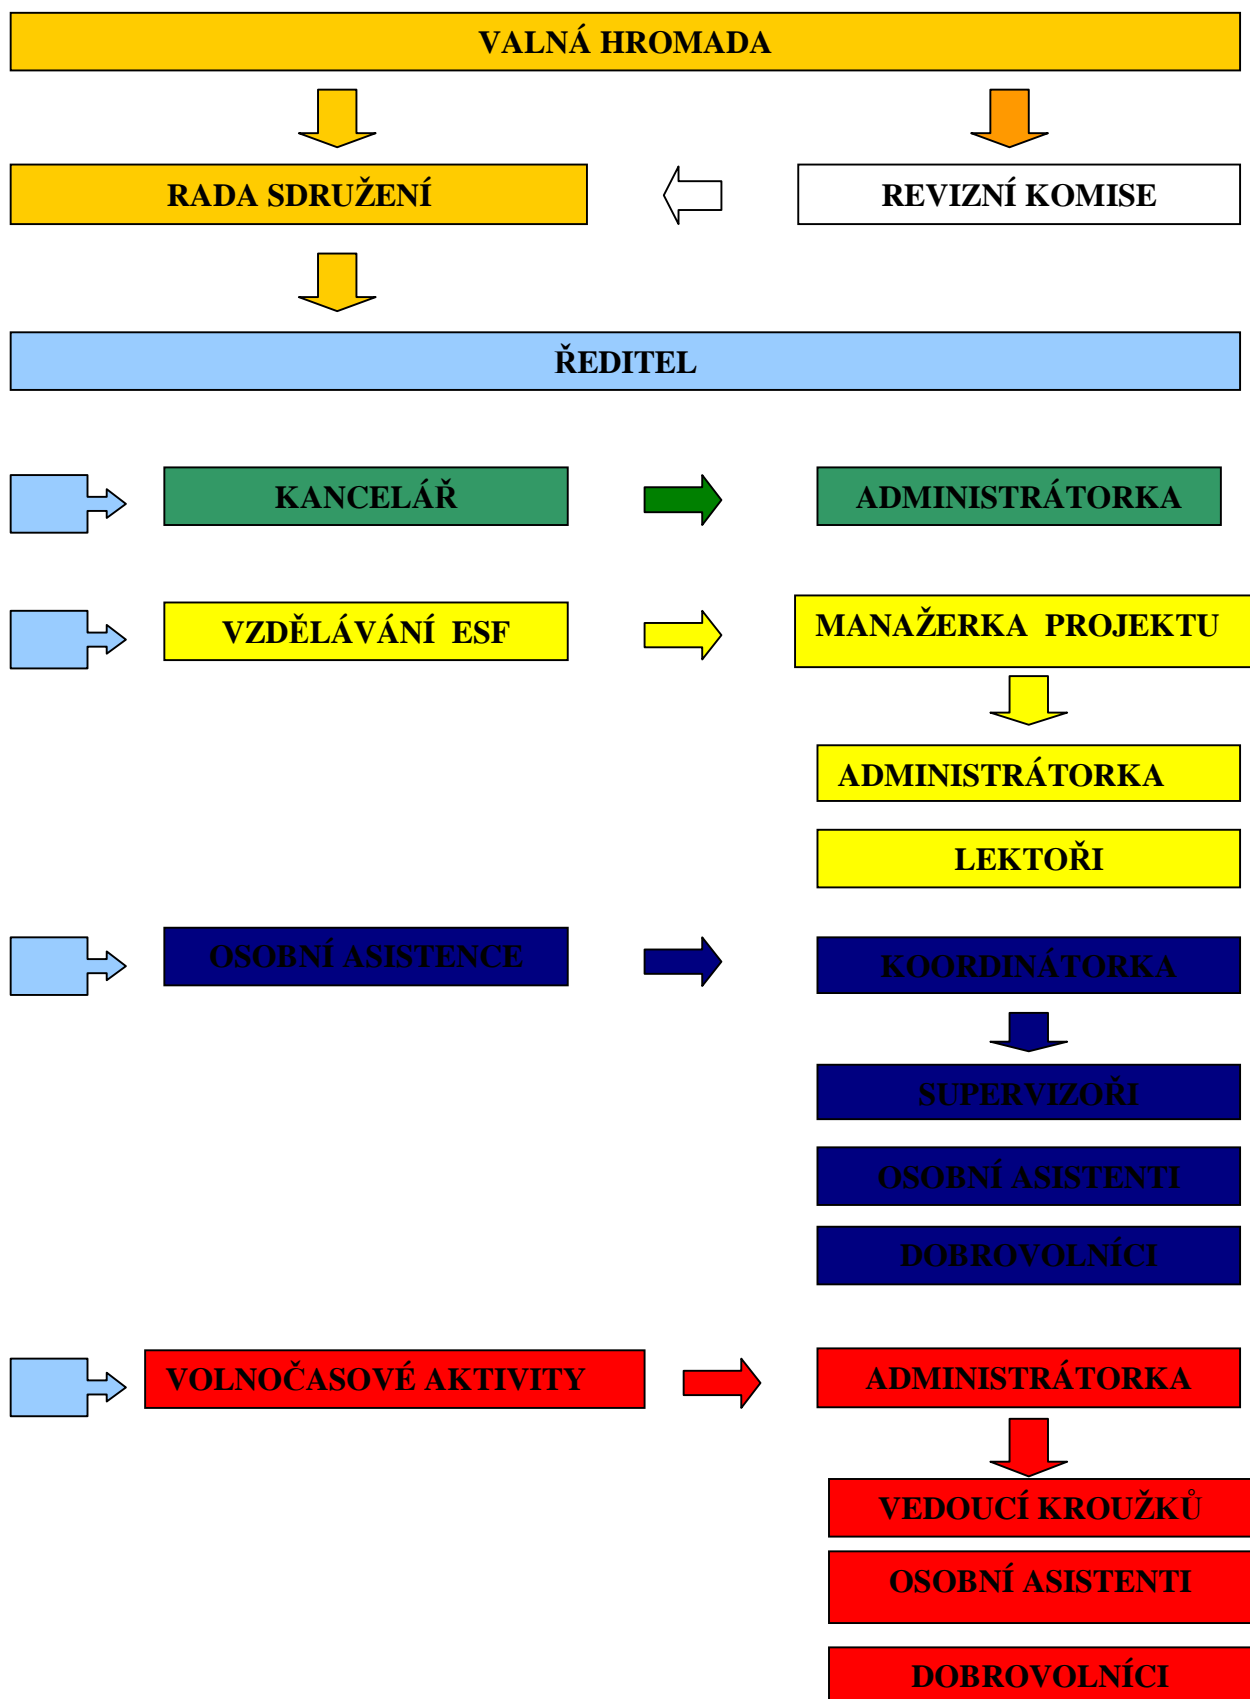 VALNÁ HROMADA
RADA SDRUŽENÍ
REVIZNÍ KOMISE
ŘEDITEL
KANCELÁŘ
ADMINISTRÁTORKA
VZDĚLÁVÁNÍ ESF
MANAŽERKA PROJEKTU
ADMINISTRÁTORKA
LEKTOŘI
OSOBNÍ ASISTENCE
KOORDINÁTORKA
SUPERVIZOŘI
OSOBNÍ ASISTENTI
DOBROVOLNÍCI
VOLNOČASOVÉ AKTIVITY
ADMINISTRÁTORKA
VEDOUCÍ KROUŽKŮ
OSOBNÍ ASISTENTI
DOBROVOLNÍCI